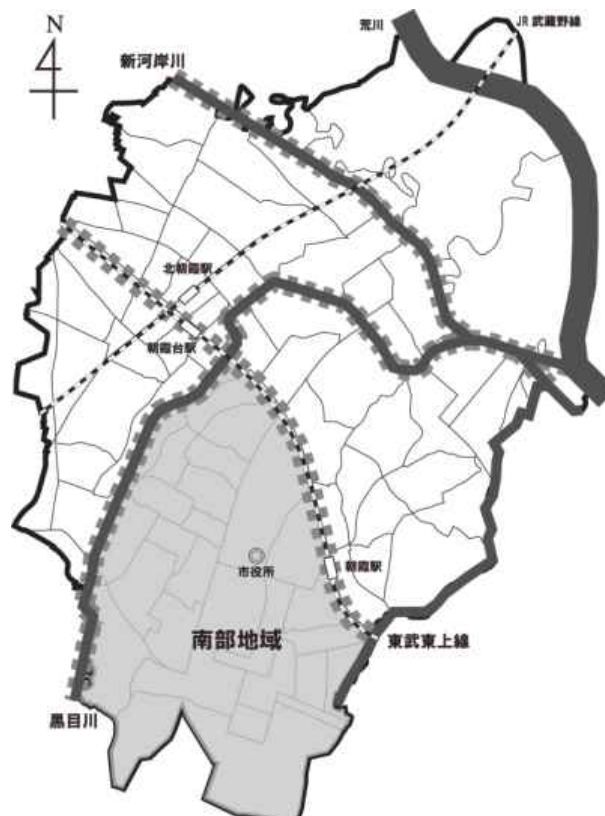 荒川
JR 武蔵野線
N
新河岸川
北朝霞駅
朝霞台駅
市役所
朝霞駅
南部地域
東武東上線
黒目川